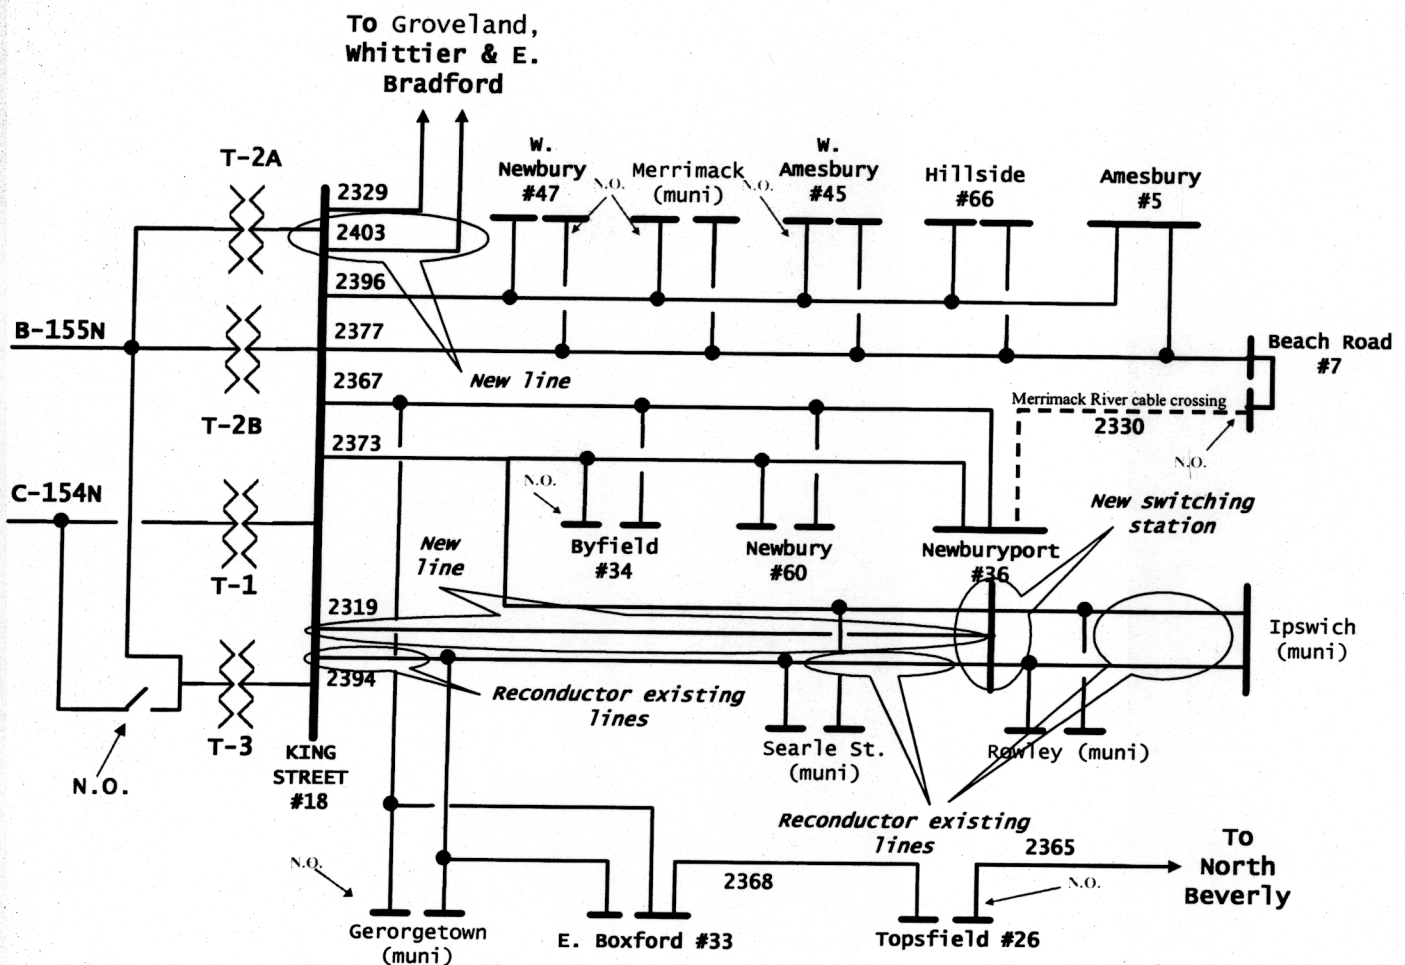 To Groveland,
Whittier & E.
Bradford
T-2A
W.
Newbury
#47
N.O.
Merrimack
(muni)
N.O.
W.
Amesbury
#45
Hillside
#66
Amesbury
#5
2329
2403
2396
B-155N
2377
New line
Beach Road
#7
2367
Merrimack River cable crossing
2330
T-2B
2373
N.O.
N.O.
C-154N
New switching
station
Byfield
#34
Newbury
#60
Newburyport
#36
New
line
T-1
2319
Ipswich
(muni)
2394
Reconductor existing
lines
T-3
KING
STREET
#18
Searle St.
(muni)
Rowley (muni)
N.O.
Reconductor existing
lines
2365
To
North
Beverly
N.O.
2368
N.O.
Gerorgetown
(muni)
E. Boxford #33
Topsfield #26